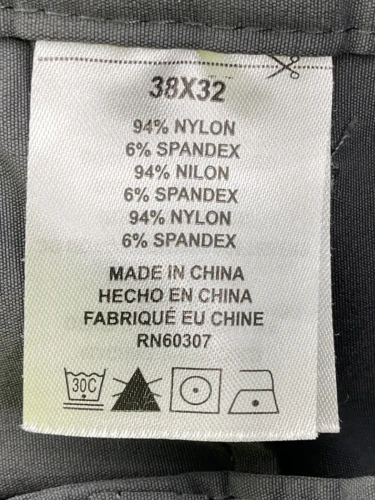 38X32
94% NYLON
6% SPANDEX
94% NILON
6% SPANDEX
94% NYLON
6% SPANDEX
MADE IN CHINA
HECHO EN CHINA
FABRIQUÉ EU CHINE
RN60307
30C